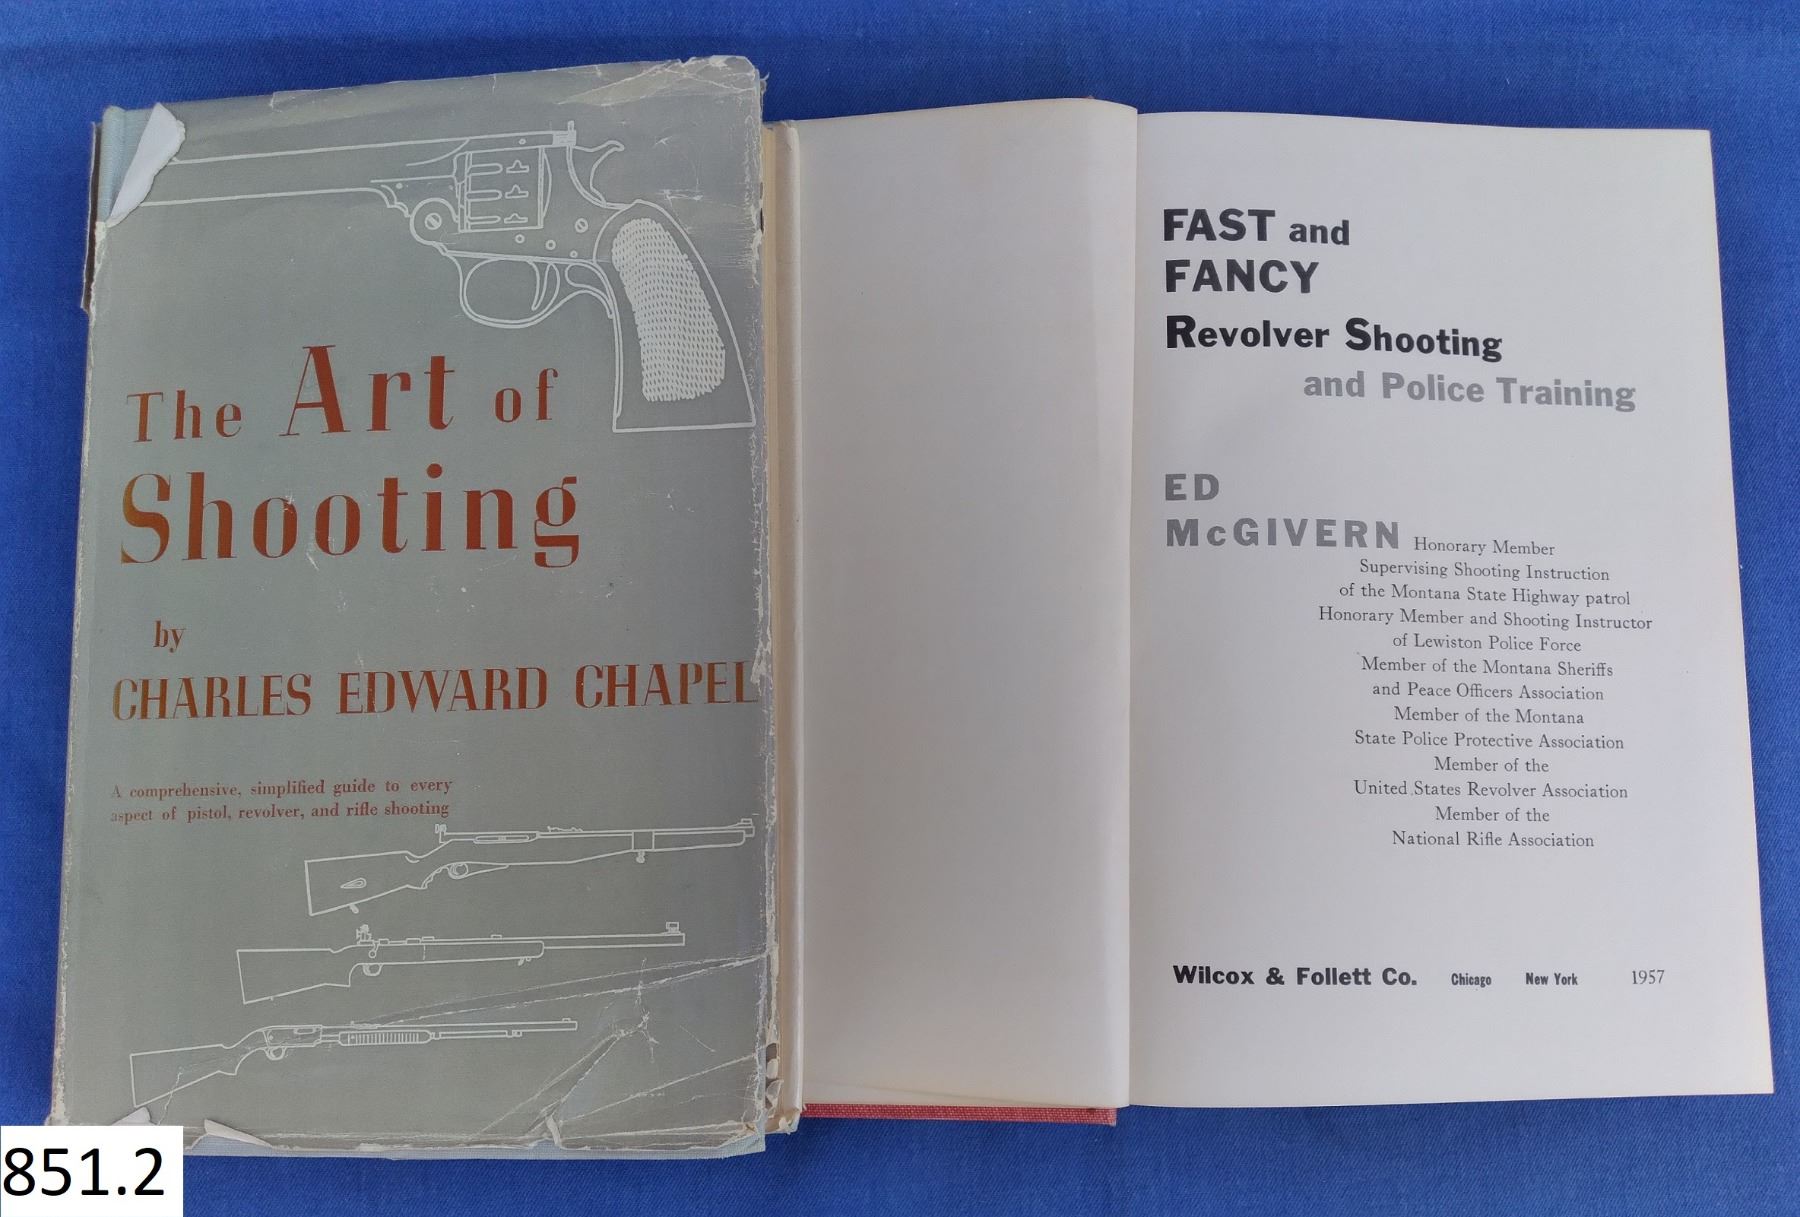 The Art of
Shooting
by
CHARLES EDWARD CHAPEL
A comprehensive, simplified guide to every
aspect of pistol, revolver, and rifle shooting
FAST and
FANCY
Revolver Shooting
and Police Training
ED
McGIVERN Honorary Member
Supervising Shooting Instruction
of the Montana State Highway patrol
Honorary Member and Shooting Instructor
of Lewiston Police Force
Member of the Montana Sheriffs
and Peace Officers Association
Member of the Montana
State Police Protective Association
Member of the
United States Revolver Association
Member of the
National Rifle Association
Wilcox & Follett Co. Chicago New York 1957
851.2